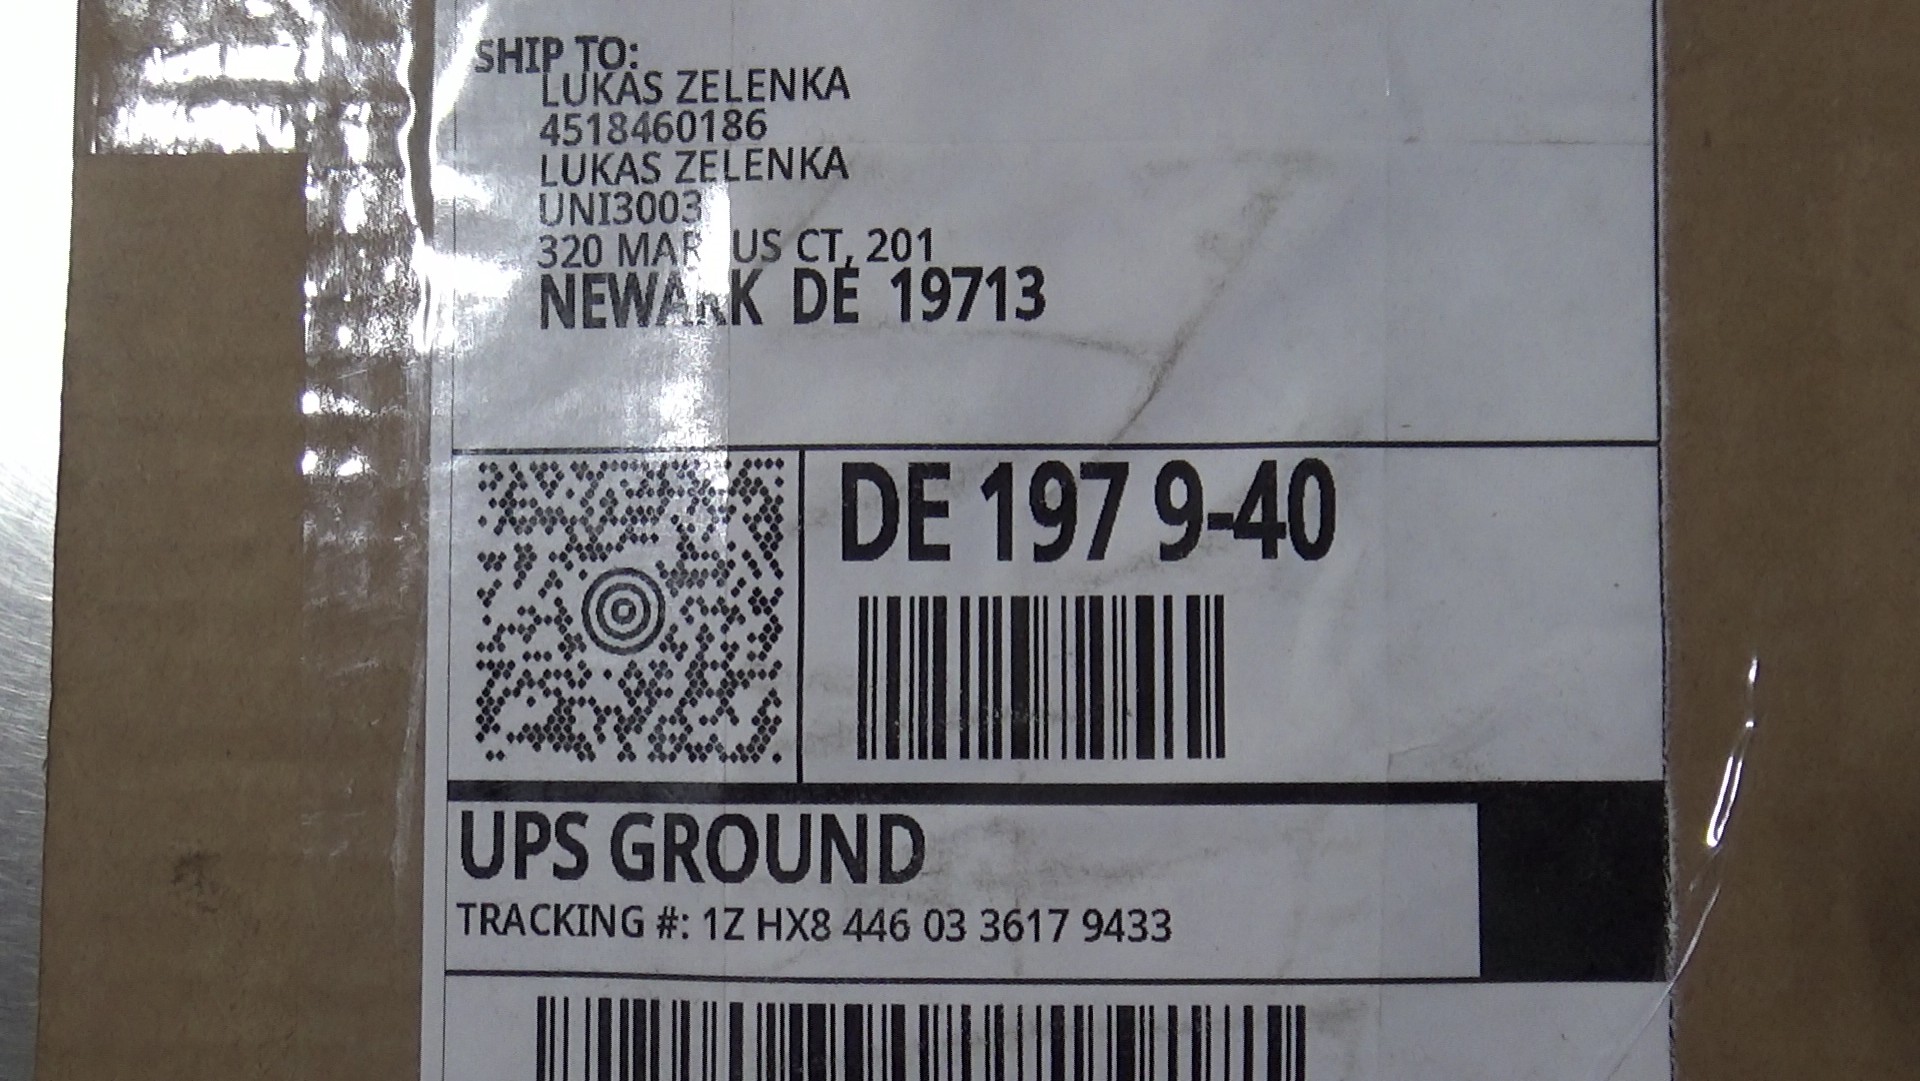 SHIP TO:
LUKAS ZELENKA
4518460186
LUKAS ZELENKA
UNI3003
320 CT, 201
NEWARK DE 19713
DE 197 9-40
UPS GROUND
TRACKING #: 1Z HX8 446 03 3617 9433